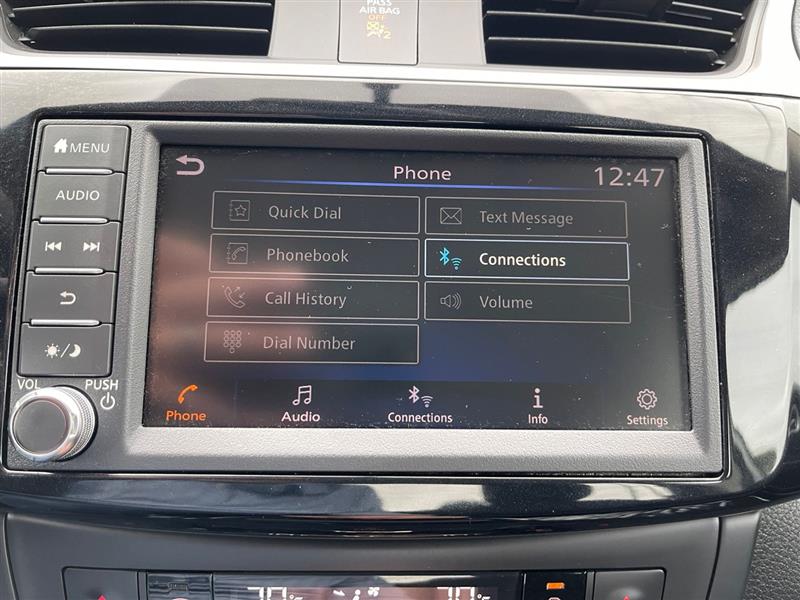 PASS
AIR BAG
OFF
2
MENU
AUDIO
VOL
PUSH
Phone
12:47
Quick Dial
Text Message
Phonebook
Connections
Call History
Volume
Dial Number
Phone
Audio
Connections
Info
Settings